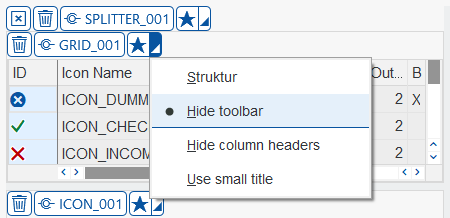 SPLITTER_001
GRID_001
ID Icon Name Out... B
ICON_DUMM 2 X
ICON_CHEC 2
ICON_INCOM 2
Struktur
Hide toolbar
Hide column headers
Use small title
ICON_001